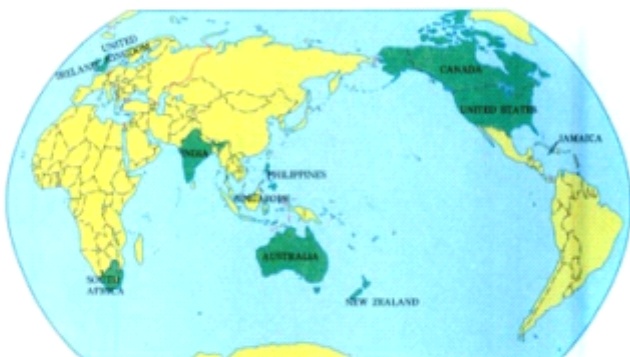 UNITED
IRELAND KINGDOM
CANADA
UNITED STATES
JAMAICA
INDIA
PHILIPPINES
SINGAPORE
AUSTRALIA
SOUTH
AFRICA
NEW ZEALAND